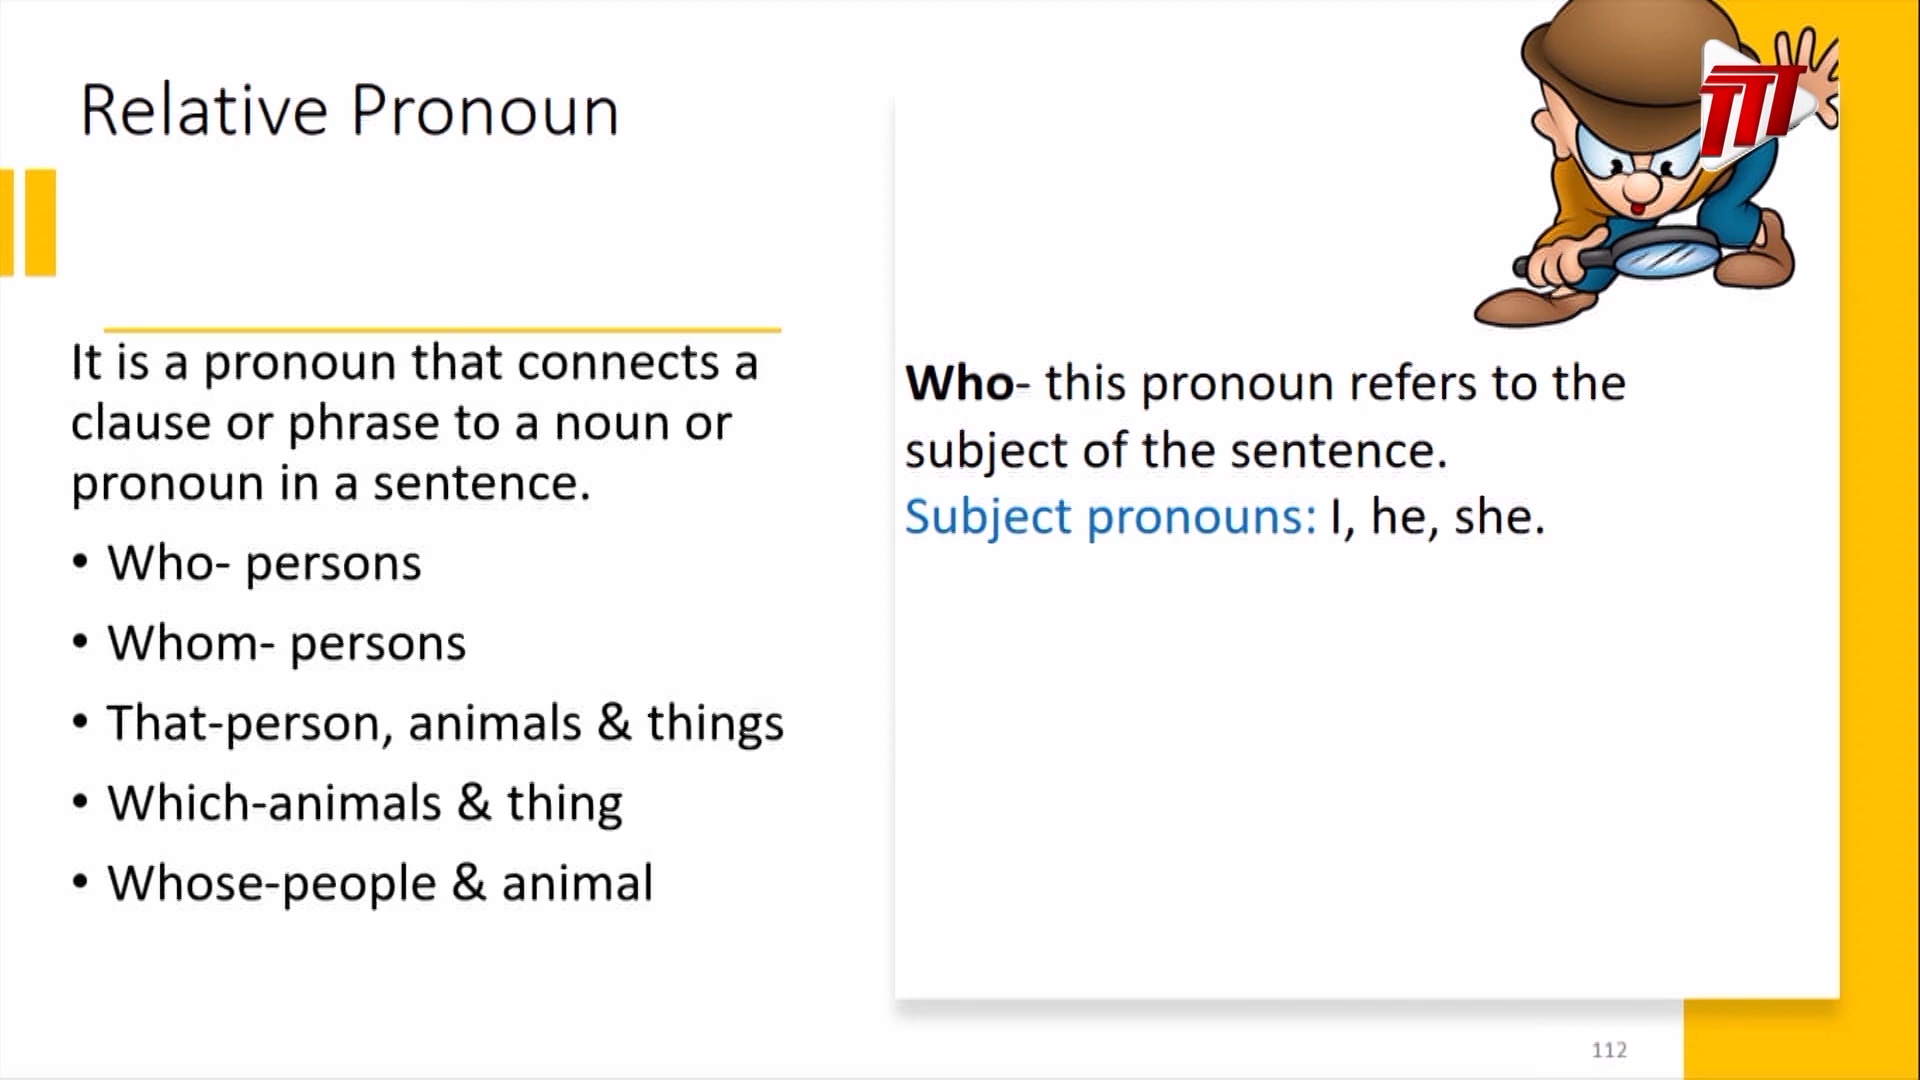 Relative Pronoun
It is a pronoun that connects a
clause or phrase to a noun or
pronoun in a sentence.
• Who- persons
• Whom- persons
• That-person, animals & things
• Which-animals & thing
• Whose-people & animal
TTT
Who- this pronoun refers to the
subject of the sentence.
Subject pronouns: I, he, she.
112